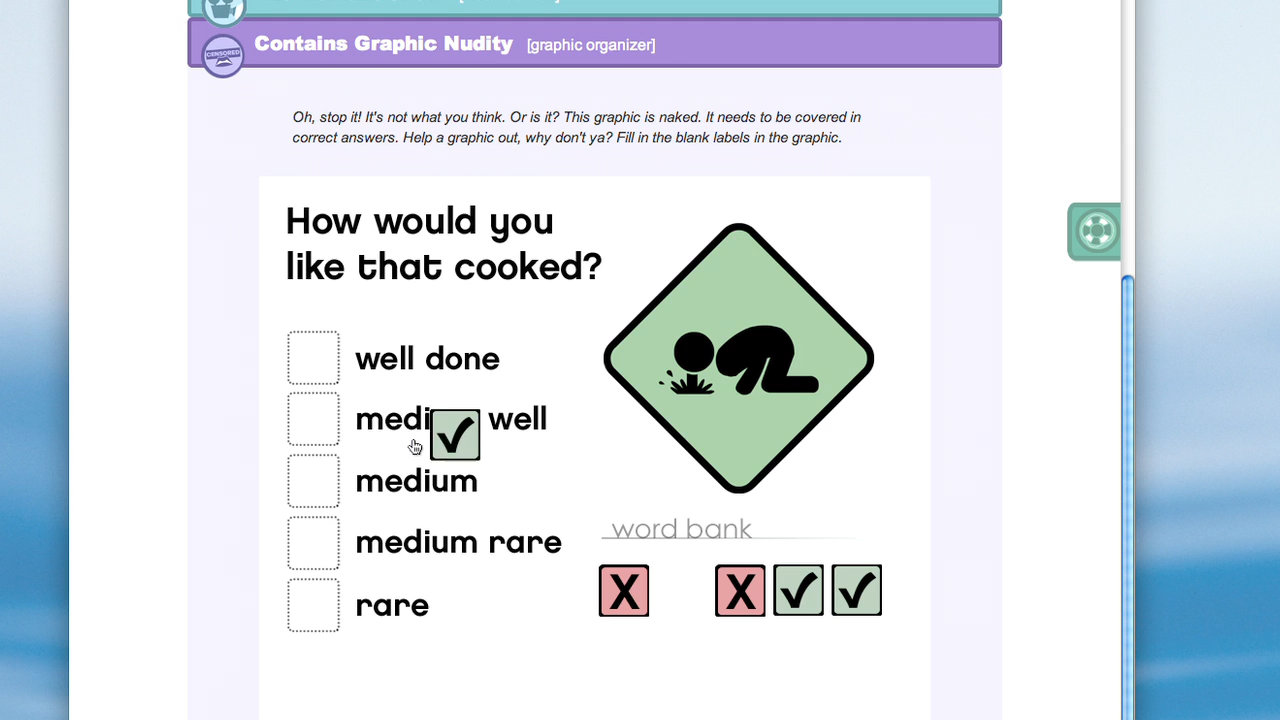 Contains Graphic Nudity [graphic organizer]
CENSORED
Oh, stop it! It's not what you think. Or is it? This graphic is naked. It needs to be covered in
correct answers. Help a graphic out, why don't ya? Fill in the blank labels in the graphic.
How would you
like that cooked?
well done
medi well
medium
medium rare
rare
word bank
X X